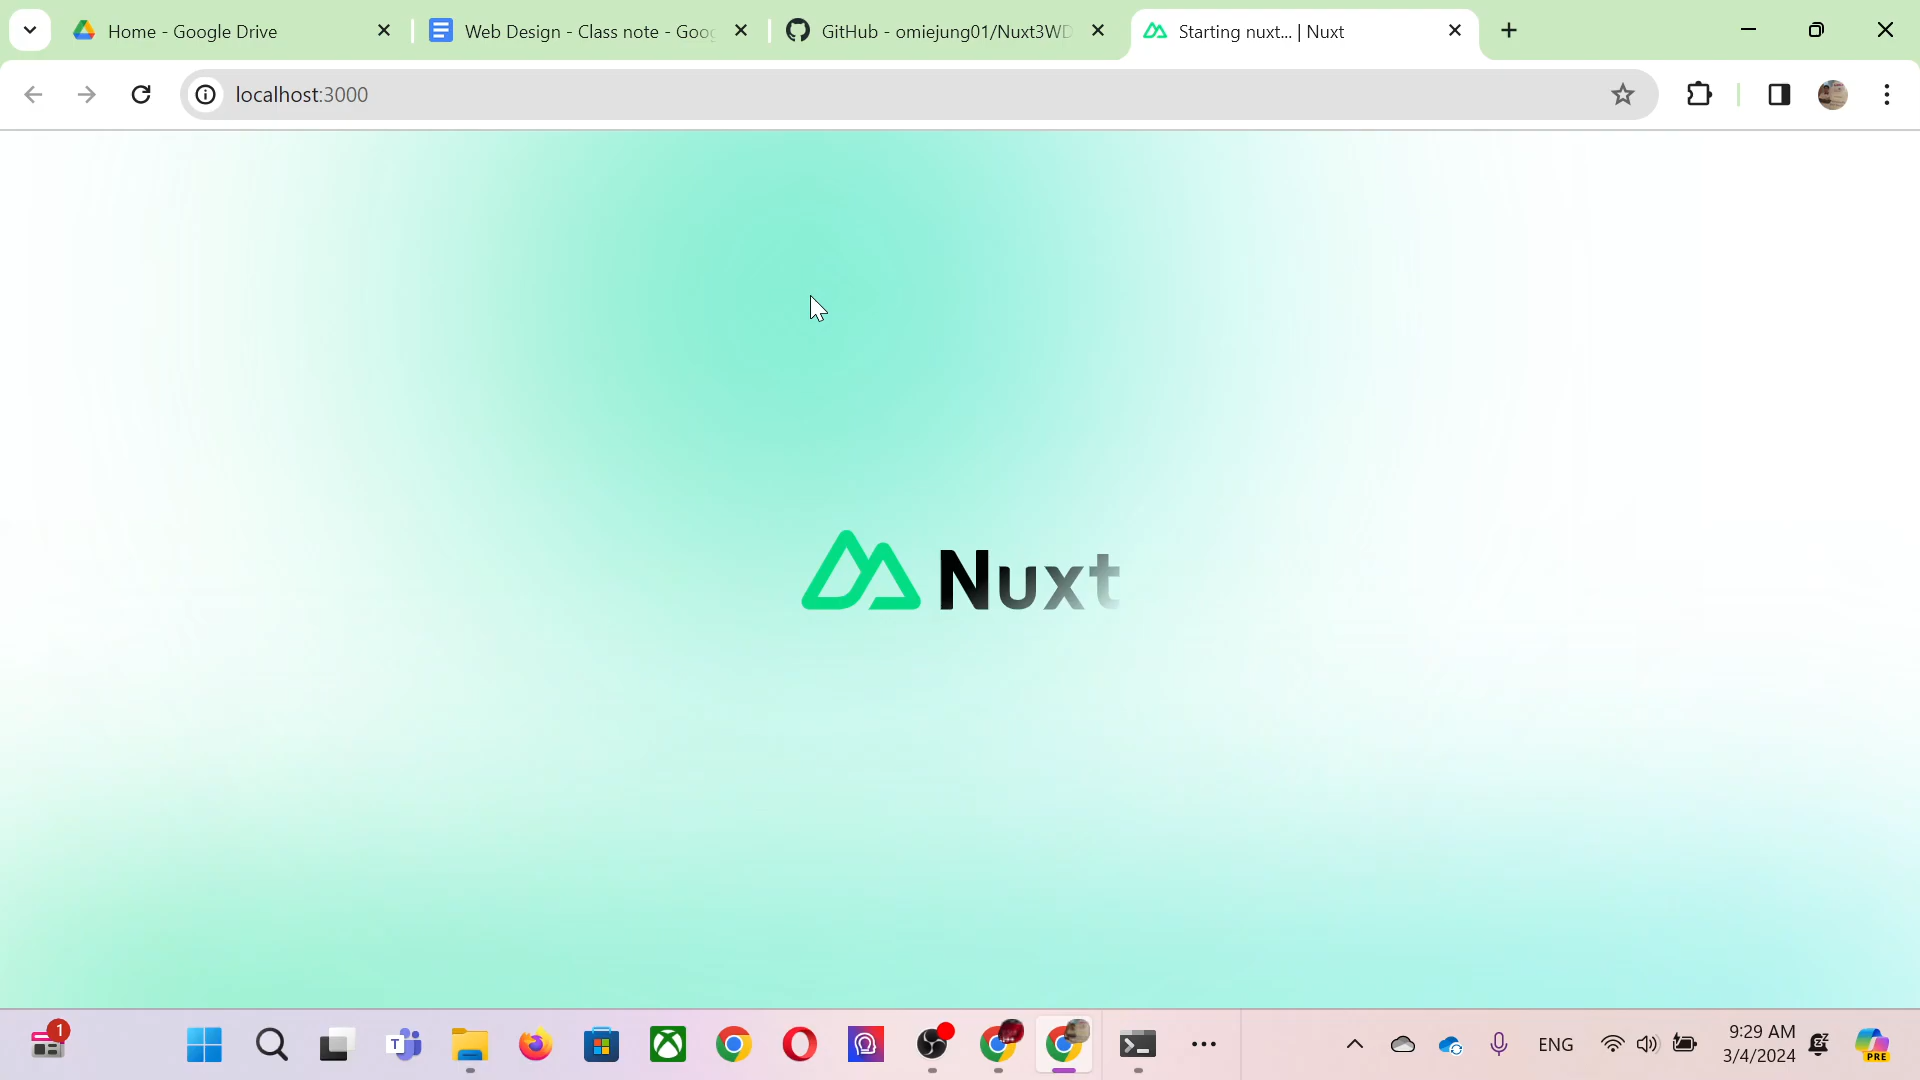 Home - Google Drive
Web Design - Class note - Goog
GitHub - omiejung01/Nuxt3WD
Starting nuxt... | Nuxt
localhost:3000
Nuxt
1
T
ENG
9:29 AM
3/4/2024
PRE